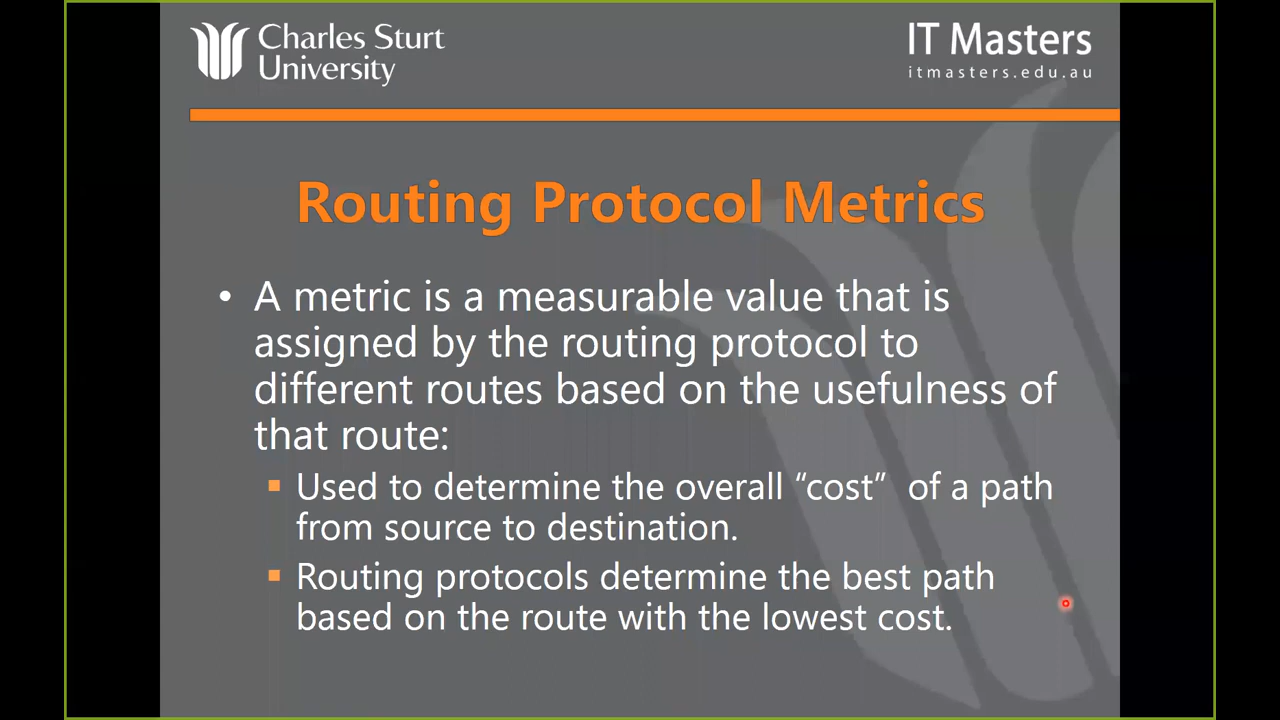 Charles Sturt
University
IT Masters
itmasters.edu.au
Routing Protocol Metrics
• A metric is a measurable value that is
assigned by the routing protocol to
different routes based on the usefulness of
that route:
▪ Used to determine the overall “cost”  of a path
from source to destination.
▪ Routing protocols determine the best path
based on the route with the lowest cost.